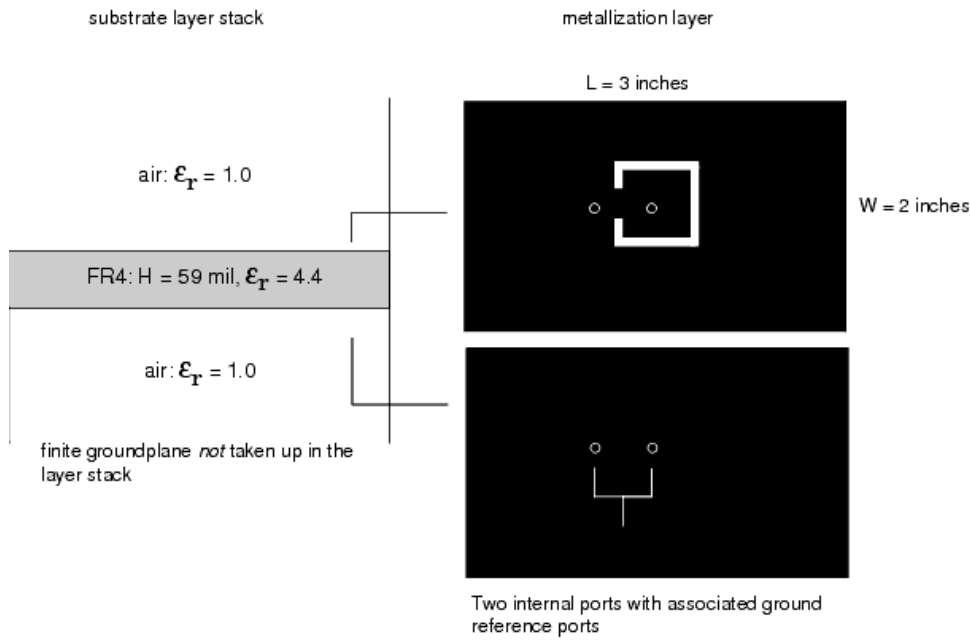 substrate layer stack
metallization layer
L = 3 inches
air: εr = 1.0
W = 2 inches
FR4: H = 59 mil, εr = 4.4
air: εr = 1.0
finite groundplane not taken up in the
layer stack
Two internal ports with associated ground
reference ports